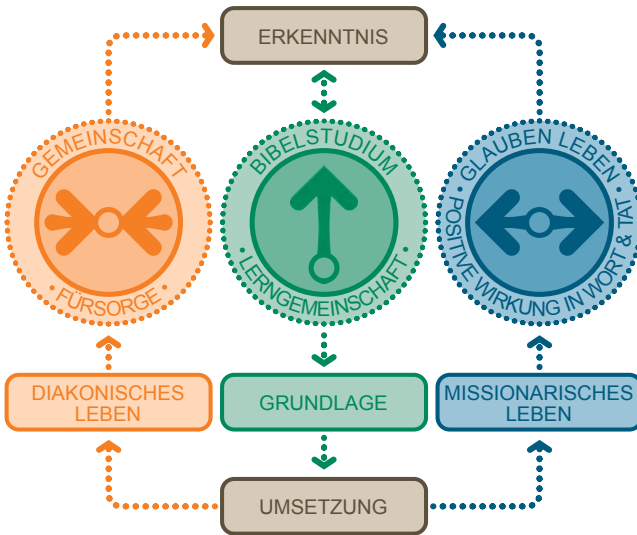 ERKENNTNIS
GEMEINSCHAFT
• FÜRSORGE •
BIBELSTUDIUM
• LERNGEMEINSCHAFT •
• GLAUBEN LEBEN •
POSITIVE WIRKUNG IN WORT & TAT
DIAKONISCHES
LEBEN
GRUNDLAGE
MISSIONARISCHES
LEBEN
UMSETZUNG